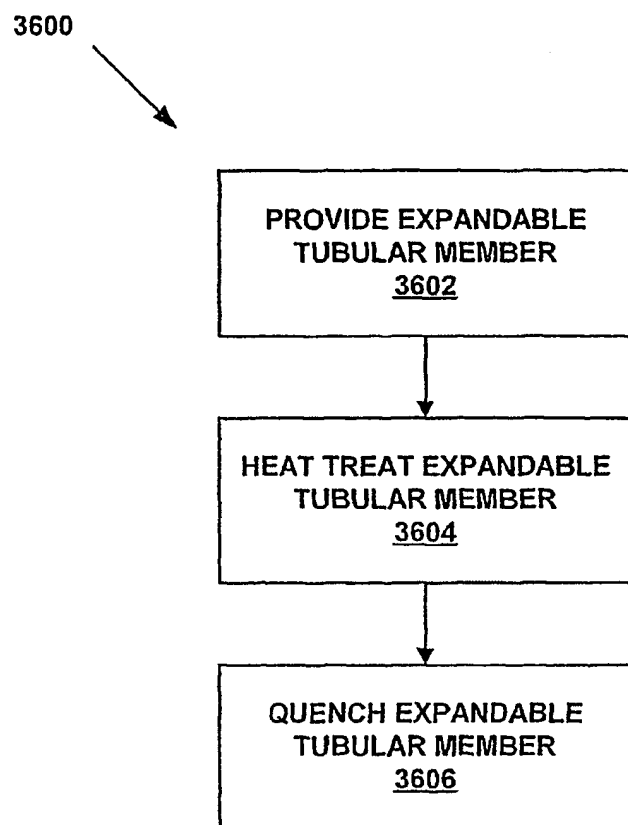 3600
PROVIDE EXPANDABLE
TUBULAR MEMBER
3602
HEAT TREAT EXPANDABLE
TUBULAR MEMBER
3604
QUENCH EXPANDABLE
TUBULAR MEMBER
3606